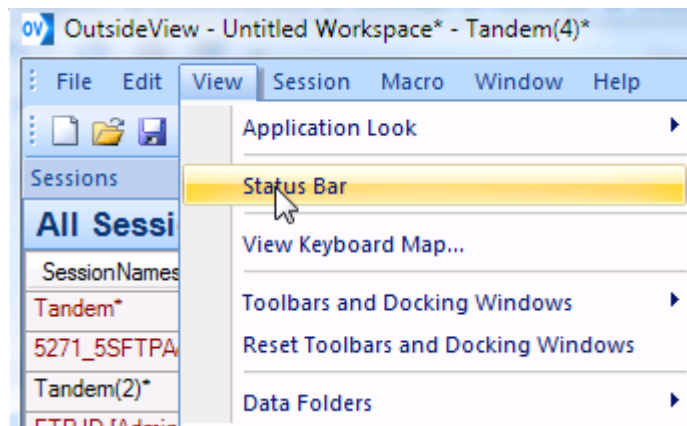 OV OutsideView - Untitled Workspace* - Tandem(4)*
File Edit View Session Macro Window Help
Application Look
Sessions
Status Bar
All Sessi
View Keyboard Map...
SessionNames
Tandem*
Toolbars and Docking Windows
5271_5SFTPA
Reset Toolbars and Docking Windows
Tandem(2)*
Data Folders